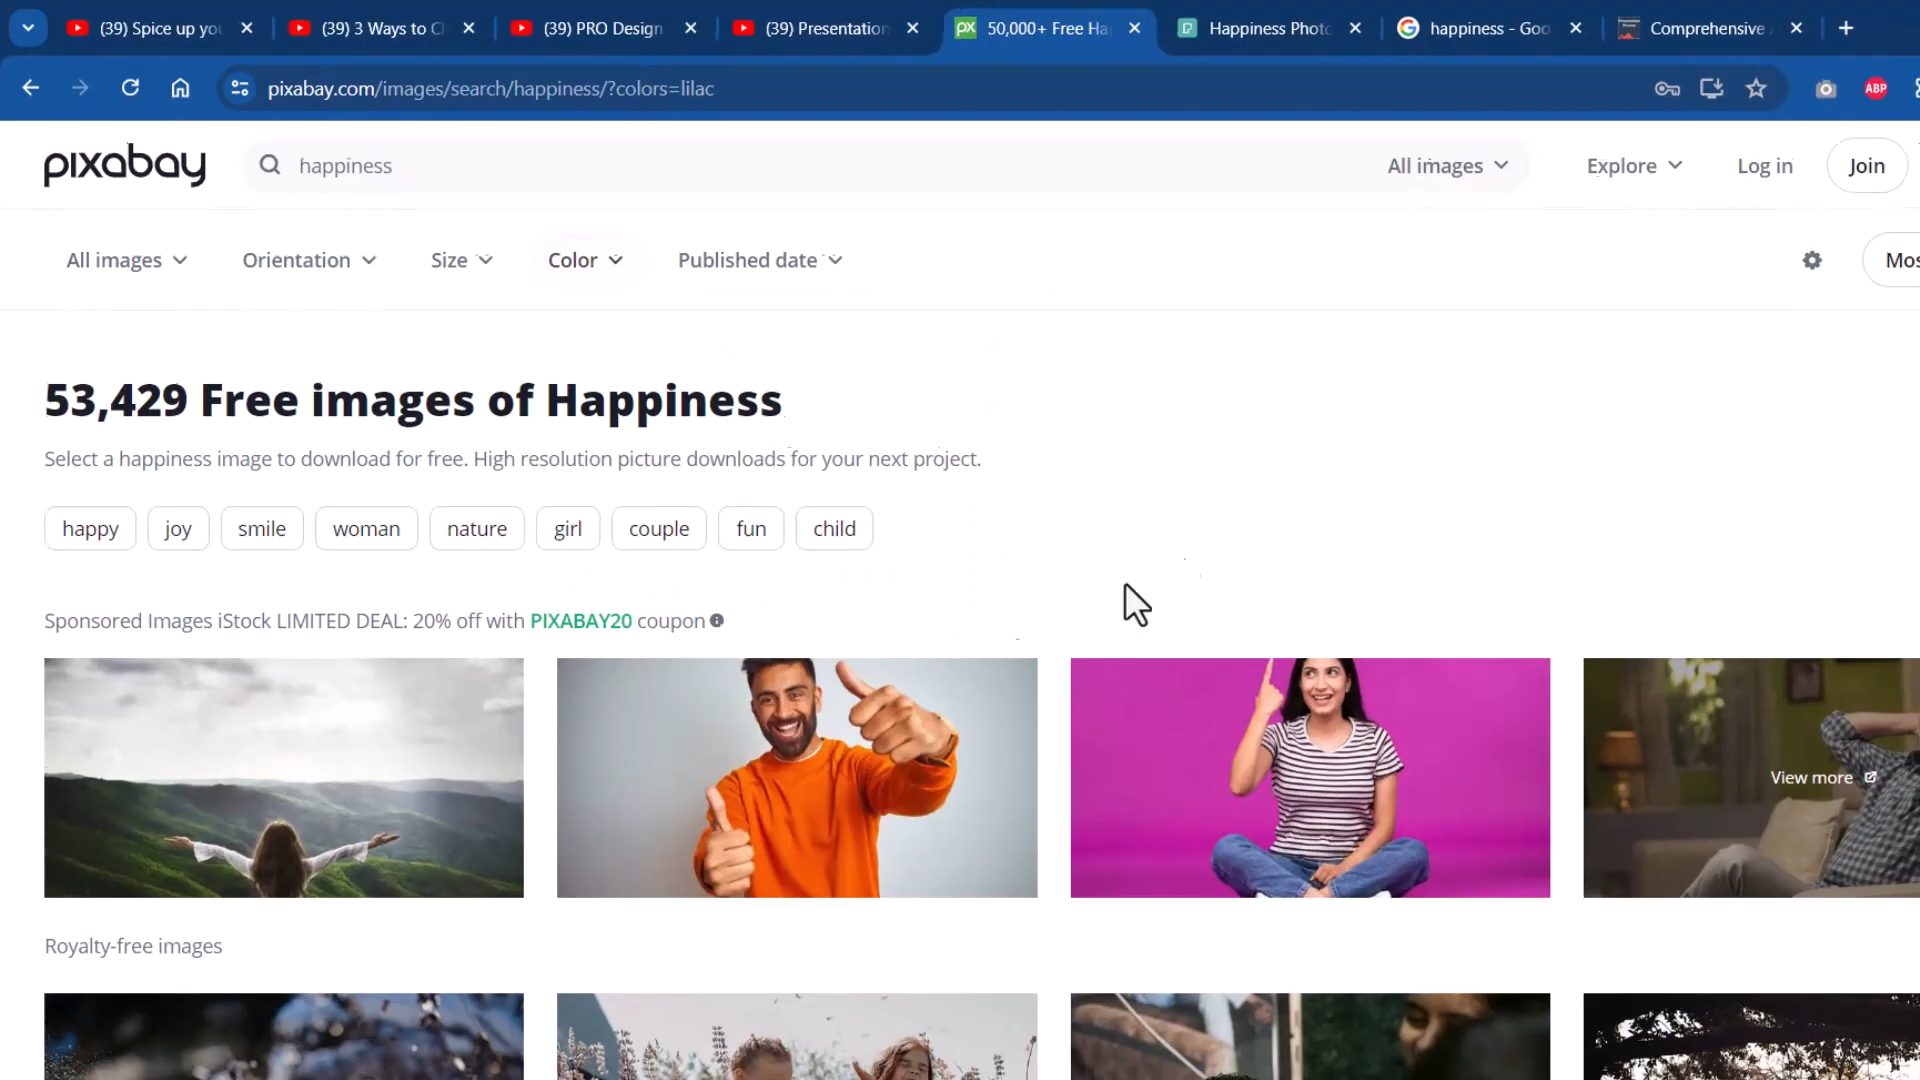 (39) Spice up you
(39) 3 Ways to C
(39) PRO Design
(39) Presentation
50,000+ Free Ha
Happiness Photo
happiness - Goo
Comprehensive
pixabay.com/images/search/happiness/?colors=lilac
ABP
pixabay
happiness
All images
Explore
Log in
Join
All images
Orientation
Size
Color
Published date
Mos
53,429 Free images of Happiness
Select a happiness image to download for free. High resolution picture downloads for your next project.
happy
joy
smile
woman
nature
girl
couple
fun
child
Sponsored Images iStock LIMITED DEAL: 20% off with PIXABAY20 coupon
View more
Royalty-free images